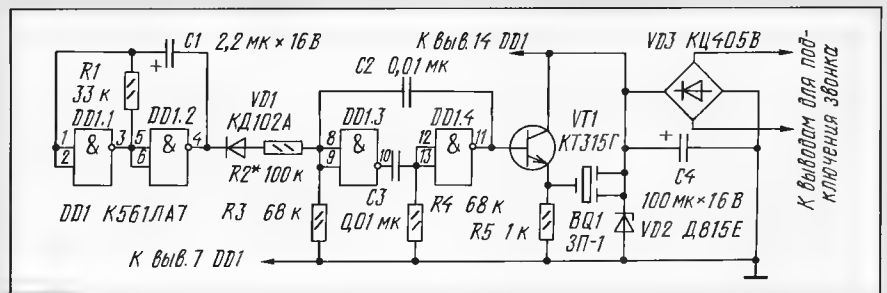 C1 2,2 мк × 16 В
+
К выв. 14 DD1
VD3 КЦ405В
R1
33 к
VD1
КД102А
C2 0,01 мк
DD1.1
DD1.2
DD1.3
DD1.4
VT1
КТ315Г
1
2
&
3
5
6
&
4
8
9
&
10
12
13
&
11
+
R2* 100 к
C4
DD1 К561ЛА7
R3 68 к
C3
0,01 мк
R4 68 к
R5 1 к
BQ1
ЗП-1
100 мк × 16 В
VD2 Д815Е
К выв. 7 DD1
К выводам для под-
ключения звонка